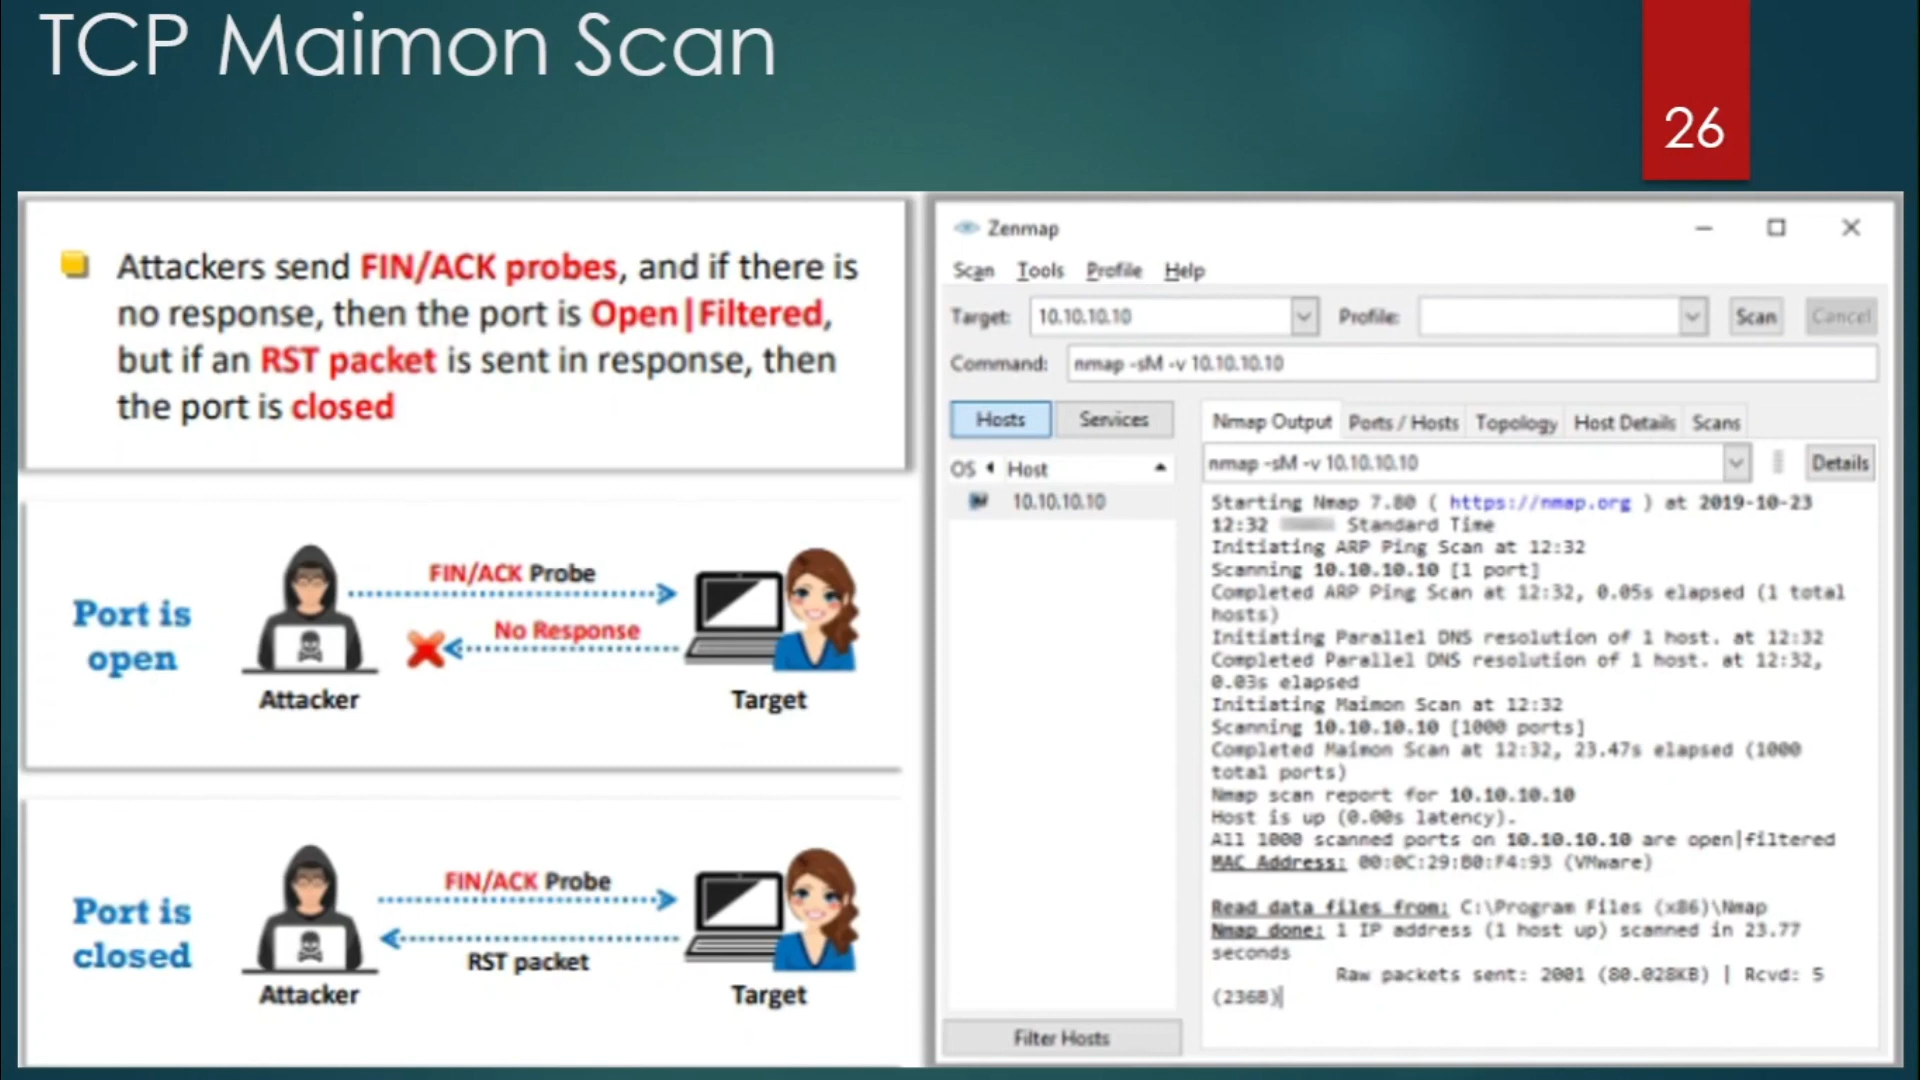 TCP Maimon Scan
26
Attackers send FIN/ACK probes, and if there is
no response, then the port is Open|Filtered,
but if an RST packet is sent in response, then
the port is closed
Port is
open
FIN/ACK Probe
No Response
Attacker
Target
Port is
closed
FIN/ACK Probe
RST packet
Attacker
Target
Zenmap
Scan Tools Profile Help
Target: 10.10.10.10 Profile: Scan Cancel
Command: nmap -sM -v 10.10.10.10
Hosts Services
OS Host
10.10.10.10
Filter Hosts
Nmap Output Ports / Hosts Topology Host Details Scans
nmap -sM -v 10.10.10.10 Details
Starting Nmap 7.80 ( https://nmap.org ) at 2019-10-23
12:32 Standard Time
Initiating ARP Ping Scan at 12:32
Scanning 10.10.10.10 [1 port]
Completed ARP Ping Scan at 12:32, 0.05s elapsed (1 total
hosts)
Initiating Parallel DNS resolution of 1 host. at 12:32
Completed Parallel DNS resolution of 1 host. at 12:32,
0.03s elapsed
Initiating Maimon Scan at 12:32
Scanning 10.10.10.10 [1000 ports]
Completed Maimon Scan at 12:32, 23.47s elapsed (1000
total ports)
Nmap scan report for 10.10.10.10
Host is up (0.00s latency).
All 1000 scanned ports on 10.10.10.10 are open|filtered
MAC Address: 00:0C:29:B0:F4:93 (VMware)
Read data files from: C:\Program Files (x86)\Nmap
Nmap done: 1 IP address (1 host up) scanned in 23.77
seconds
Raw packets sent: 2001 (80.028KB) | Rcvd: 5
(236B)